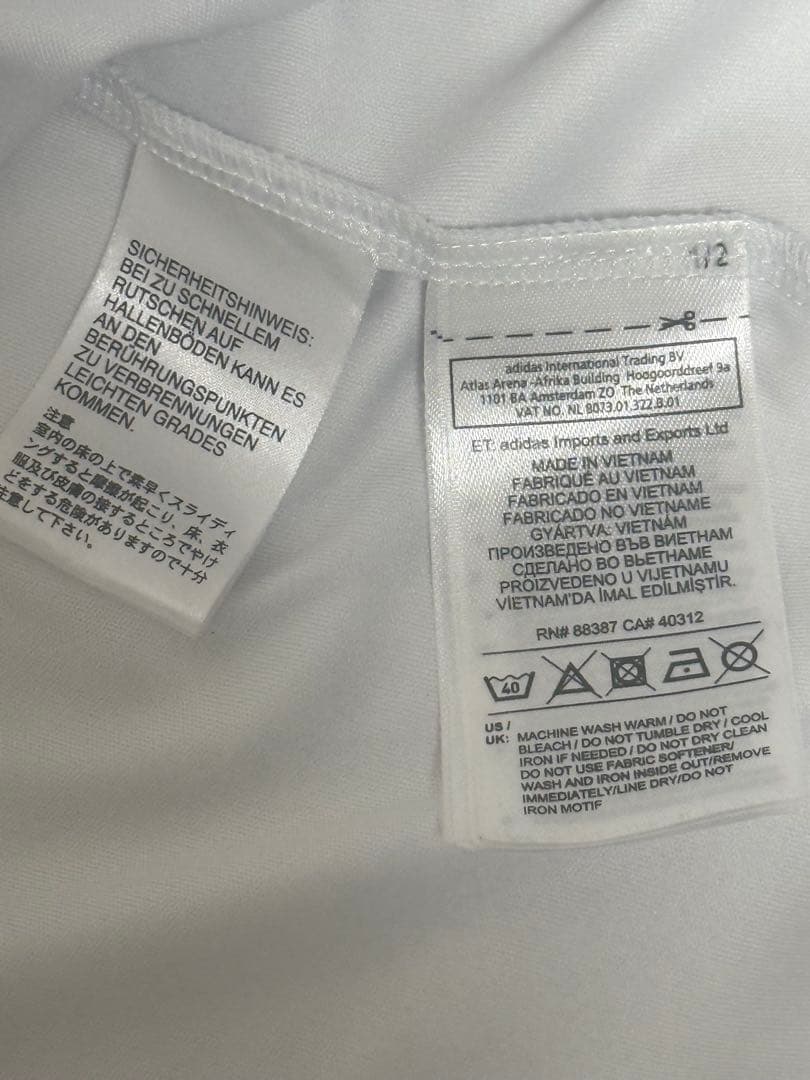 SICHERHEITSHINWEIS:
BEI ZU SCHNELLEM
RUTSCHEN AUF
HALLENBÖDEN KANN ES
AN DEN
BERÜHRUNGSPUNKTEN
ZU VERBRENNUNGEN
LEICHTEN GRADES
KOMMEN.
注意
室内の床の上で素早くスライディ
ングすると摩擦が起こり、床、衣
服及び皮膚の接するところでやけ
どをする危険がありますので十分
注意して下さい。
1/2
adidas International Trading BV
Atlas Arena -Afrika Building Hoogoorddreef 9a
1101 BA Amsterdam ZO The Netherlands
VAT NO. NL 8073.01.322.B.01
ET: adidas Imports and Exports Ltd
MADE IN VIETNAM
FABRIQUÉ AU VIETNAM
FABRICADO EN VIETNAM
FABRICADO NO VIETNAME
GYÁRTVA: VIETNÁM
ПРОИЗВЕДЕНО ВЪВ ВИЕТНАМ
СДЕЛАНО ВО ВЬЕТНАМЕ
PROIZVEDENO U VIJETNAMU
VİETNAM'DA İMAL EDİLMİŞTİR.
RN# 88387 CA# 40312
40
US /
UK: MACHINE WASH WARM / DO NOT
BLEACH / DO NOT TUMBLE DRY / COOL
IRON IF NEEDED / DO NOT DRY CLEAN
DO NOT USE FABRIC SOFTENER/
WASH AND IRON INSIDE OUT/REMOVE
IMMEDIATELY/LINE DRY/DO NOT
IRON MOTIF